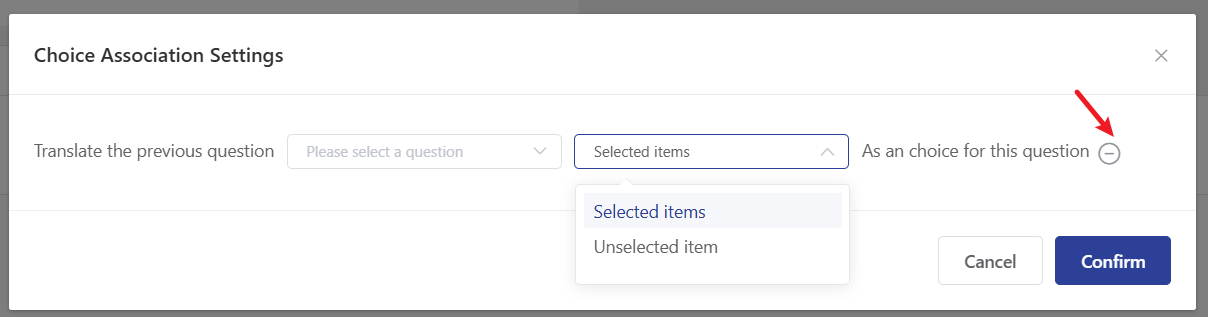 Choice Association Settings
Translate the previous question Please select a question Selected items As an choice for this question
Selected items
Unselected item
Cancel Confirm